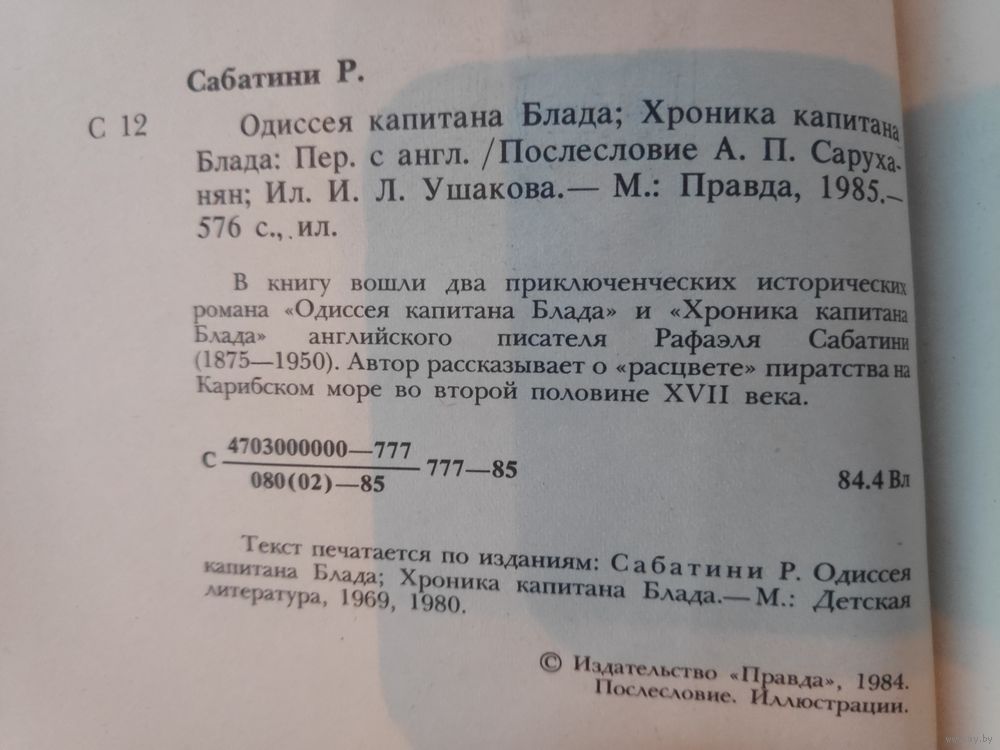 Сабатини Р.
С 12 Одиссея капитана Блада; Хроника капитана
Блада: Пер. с англ. /Послесловие А. П. Саруха-
нян; Ил. И. Л. Ушакова.— М.: Правда, 1985.—
576 с., ил.
В книгу вошли два приключенческих исторических
романа «Одиссея капитана Блада» и «Хроника капитана
Блада» английского писателя Рафаэля Сабатини
(1875—1950). Автор рассказывает о «расцвете» пиратства на
Карибском море во второй половине XVII века.
4703000000—777
С 777—85
080(02)—85
84.4 Вл
Текст печатается по изданиям: Сабатини Р. Одиссея
капитана Блада; Хроника капитана Блада.— М.: Детская
литература, 1969, 1980.
© Издательство «Правда», 1984.
Послесловие. Иллюстрации.